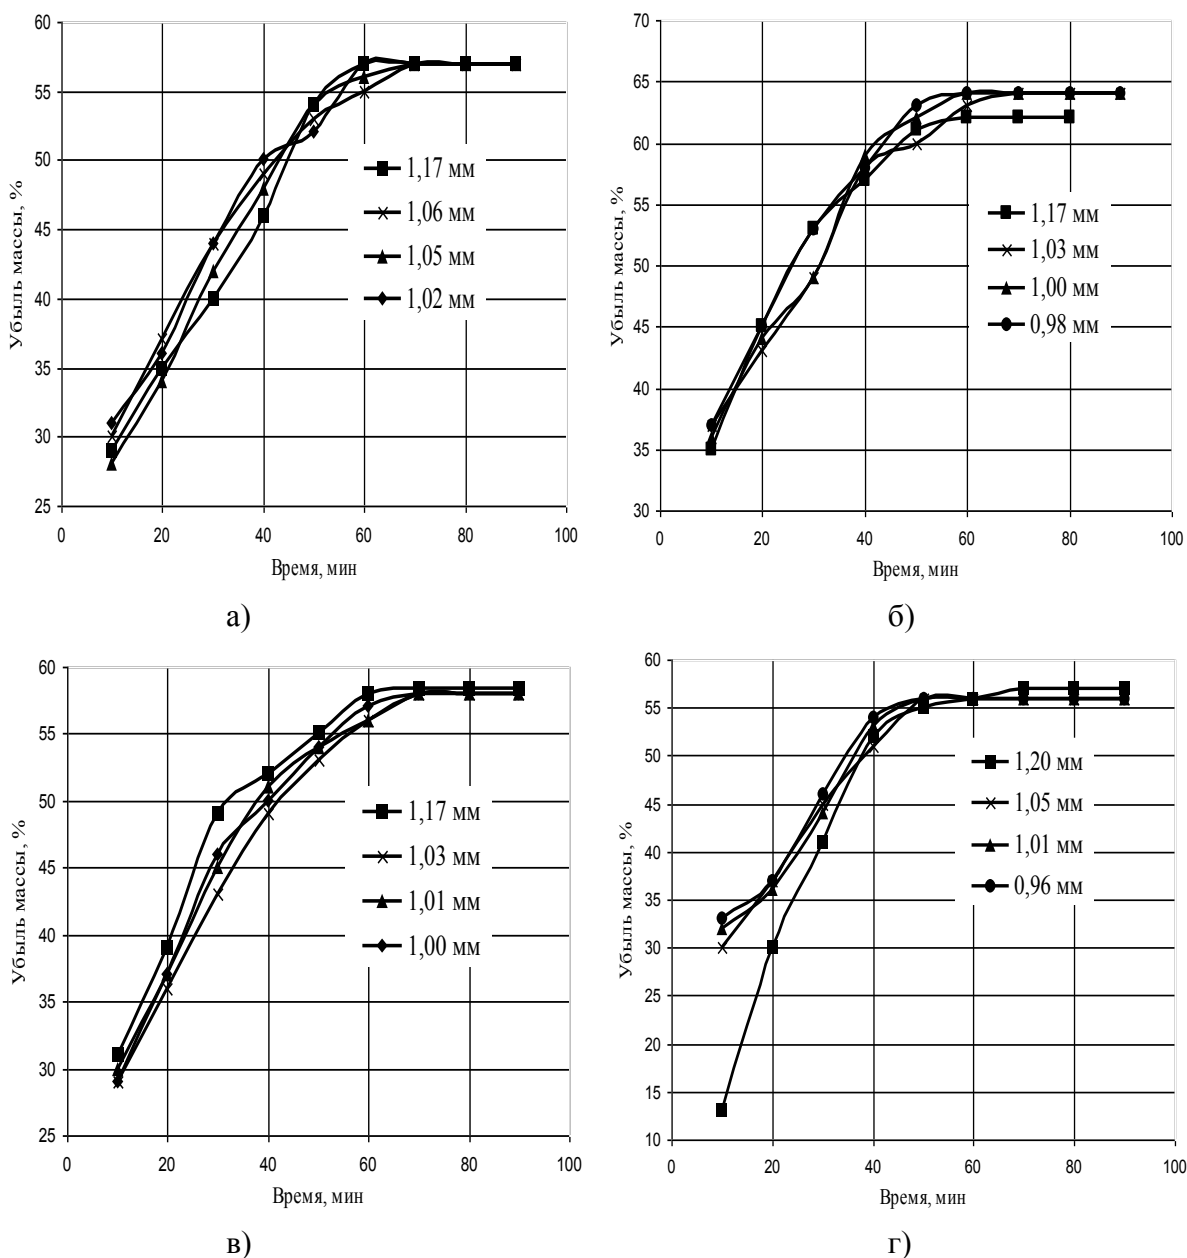 60
55
50
45
40
35
30
25
0
20
40
60
80
100
Убыль массы, %
Время, мин
1,17 мм
1,06 мм
1,05 мм
1,02 мм
а)
70
65
60
55
50
45
40
35
30
0
20
40
60
80
100
Убыль массы, %
Время, мин
1,17 мм
1,03 мм
1,00 мм
0,98 мм
б)
60
55
50
45
40
35
30
25
0
20
40
60
80
100
Убыль массы, %
Время, мин
1,17 мм
1,03 мм
1,01 мм
1,00 мм
в)
60
55
50
45
40
35
30
25
20
15
10
0
20
40
60
80
100
Убыль массы, %
Время, мин
1,20 мм
1,05 мм
1,01 мм
0,96 мм
г)